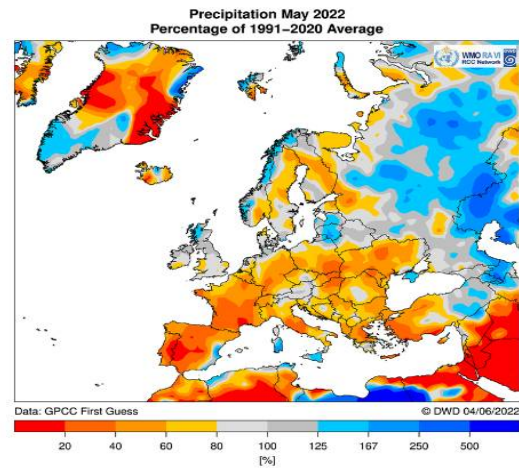 Precipitation May 2022
Percentage of 1991–2020 Average
WMO RA VI
RCC Network
Data: GPCC First Guess
© DWD 04/06/2022
20 40 60 80 100 125 167 250 500
[%]